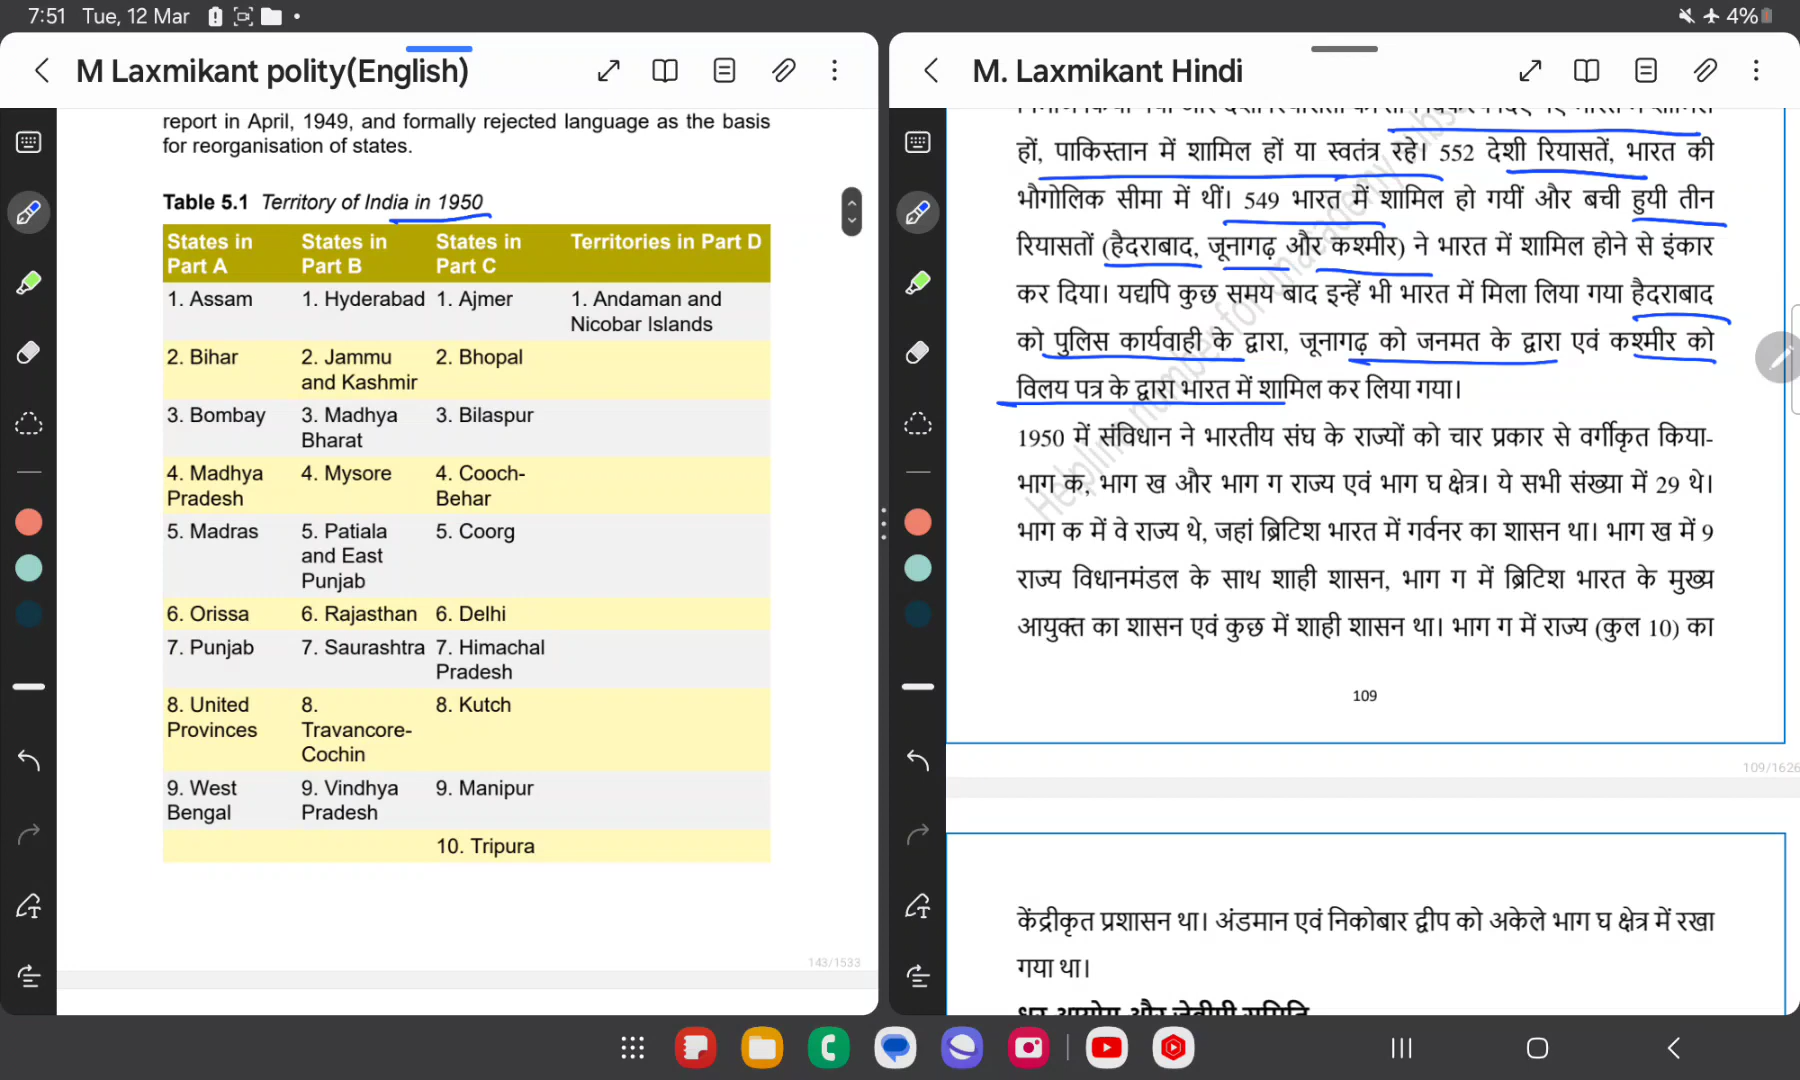 7:51 Tue, 12 Mar
4%
M Laxmikant polity(English)
report in April, 1949, and formally rejected language as the basis
for reorganisation of states.
Table 5.1 Territory of India in 1950
States in Part A States in Part B States in Part C Territories in Part D
1. Assam 1. Hyderabad 1. Ajmer 1. Andaman and Nicobar Islands
2. Bihar 2. Jammu and Kashmir 2. Bhopal
3. Bombay 3. Madhya Bharat 3. Bilaspur
4. Madhya Pradesh 4. Mysore 4. Cooch-Behar
5. Madras 5. Patiala and East Punjab 5. Coorg
6. Orissa 6. Rajasthan 6. Delhi
7. Punjab 7. Saurashtra 7. Himachal Pradesh
8. United Provinces 8. Travancore-Cochin 8. Kutch
9. West Bengal 9. Vindhya Pradesh 9. Manipur
10. Tripura
143/1533
M. Laxmikant Hindi
हों, पाकिस्तान में शामिल हों या स्वतंत्र रहे। 552 देशी रियासतें, भारत की
भौगोलिक सीमा में थीं। 549 भारत में शामिल हो गयीं और बची हुयी तीन
रियासतों (हैदराबाद, जूनागढ़ और कश्मीर) ने भारत में शामिल होने से इंकार
कर दिया। यद्यपि कुछ समय बाद इन्हें भी भारत में मिला लिया गया हैदराबाद
को पुलिस कार्यवाही के द्वारा, जूनागढ़ को जनमत के द्वारा एवं कश्मीर को
विलय पत्र के द्वारा भारत में शामिल कर लिया गया।
1950 में संविधान ने भारतीय संघ के राज्यों को चार प्रकार से वर्गीकृत किया-
भाग क, भाग ख और भाग ग राज्य एवं भाग घ क्षेत्र। ये सभी संख्या में 29 थे।
भाग क में वे राज्य थे, जहां ब्रिटिश भारत में गर्वनर का शासन था। भाग ख में 9
राज्य विधानमंडल के साथ शाही शासन, भाग ग में ब्रिटिश भारत के मुख्य
आयुक्त का शासन एवं कुछ में शाही शासन था। भाग ग में राज्य (कुल 10) का
109
109/1626
केंद्रीकृत प्रशासन था। अंडमान एवं निकोबार द्वीप को अकेले भाग घ क्षेत्र में रखा
गया था।